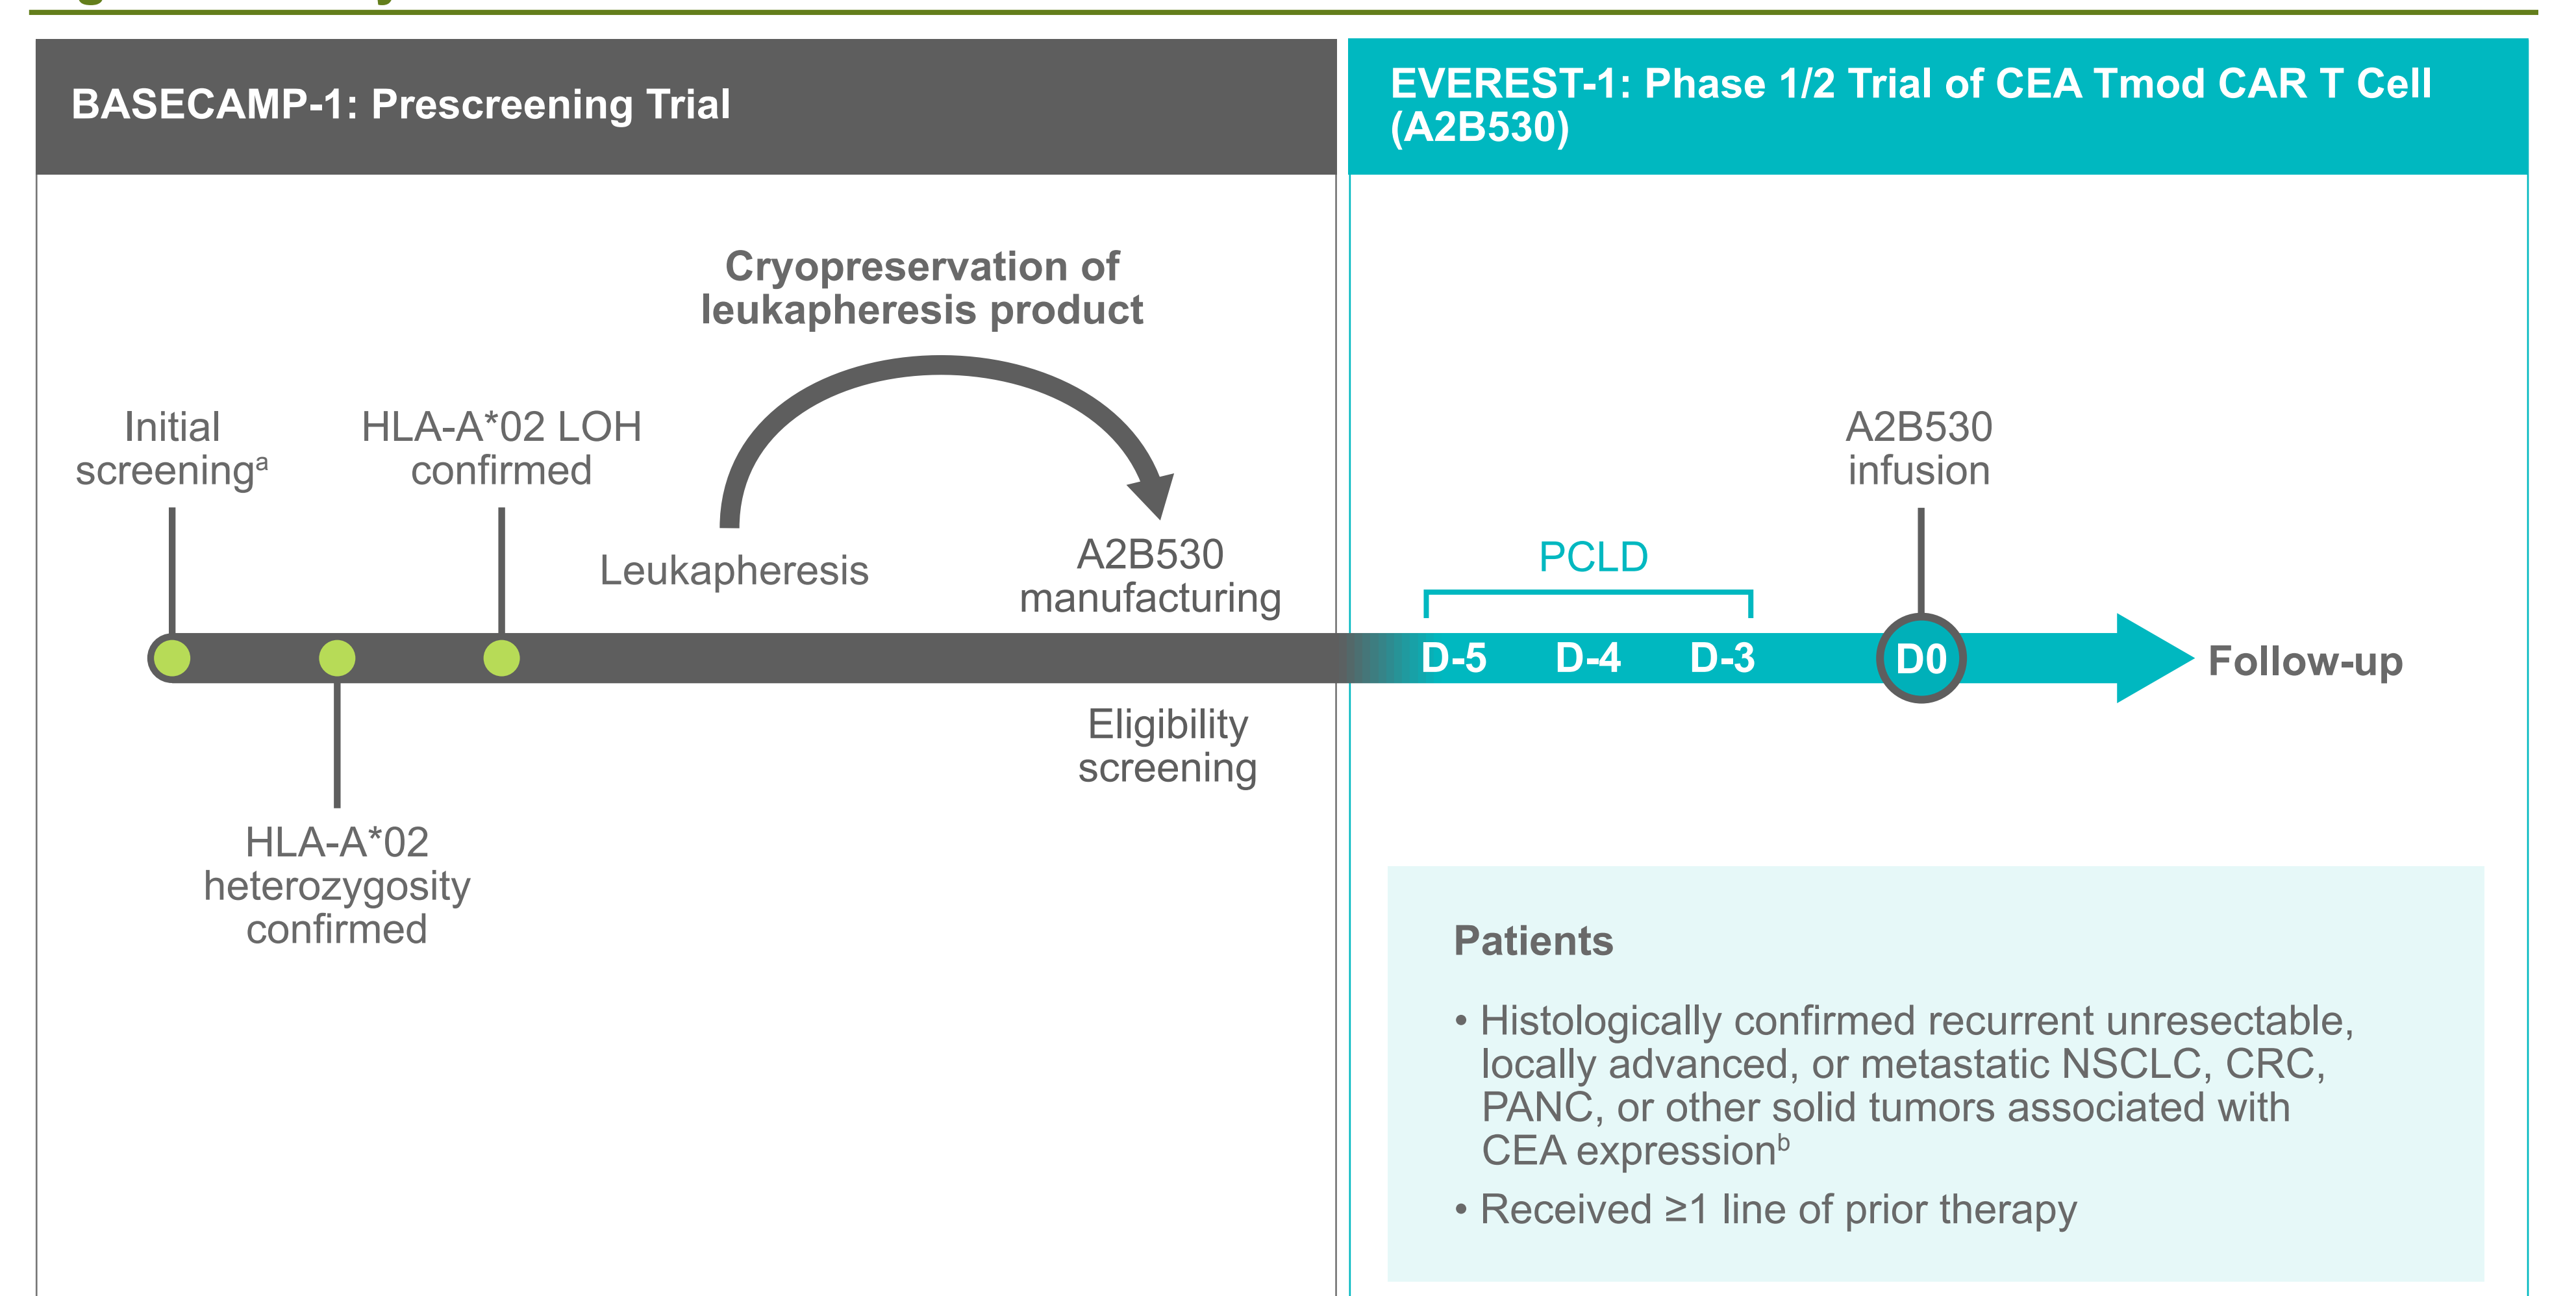 BASECAMP-1: Prescreening Trial
Initial
screeningᵃ
HLA-A*02 LOH
confirmed
Cryopreservation of
leukapheresis product
Leukapheresis
A2B530
manufacturing
HLA-A*02
heterozygosity
confirmed
Eligibility
screening
EVEREST-1: Phase 1/2 Trial of CEA Tmod CAR T Cell
(A2B530)
PCLD
D-5 D-4 D-3
A2B530
infusion
D0
Follow-up
Patients
• Histologically confirmed recurrent unresectable,
locally advanced, or metastatic NSCLC, CRC,
PANC, or other solid tumors associated with
CEA expressionᵇ
• Received ≥1 line of prior therapy